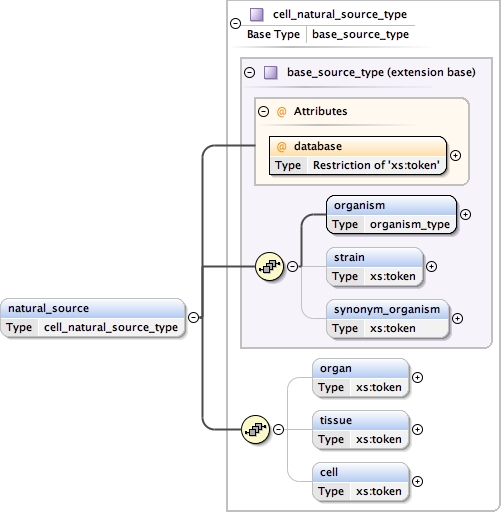 cell_natural_source_type
Base Type base_source_type
base_source_type (extension base)
@ Attributes
@ database
Type Restriction of 'xs:token'
organism
Type organism_type
strain
Type xs:token
synonym_organism
Type xs:token
natural_source
Type cell_natural_source_type
organ
Type xs:token
tissue
Type xs:token
cell
Type xs:token